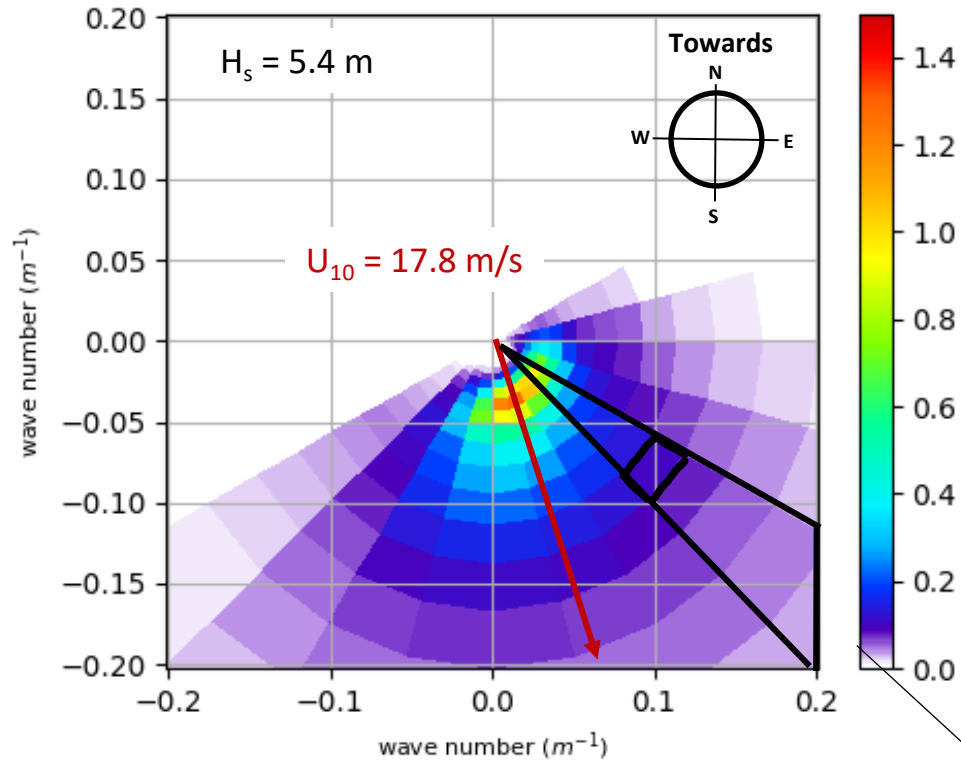 0.20
0.15
0.10
0.05
0.00
−0.05
−0.10
−0.15
−0.20
wave number (m⁻¹)
Hₛ = 5.4 m
U₁₀ = 17.8 m/s
Towards
N
W
E
S
−0.2
−0.1
0.0
0.1
0.2
wave number (m⁻¹)
1.4
1.2
1.0
0.8
0.6
0.4
0.2
0.0